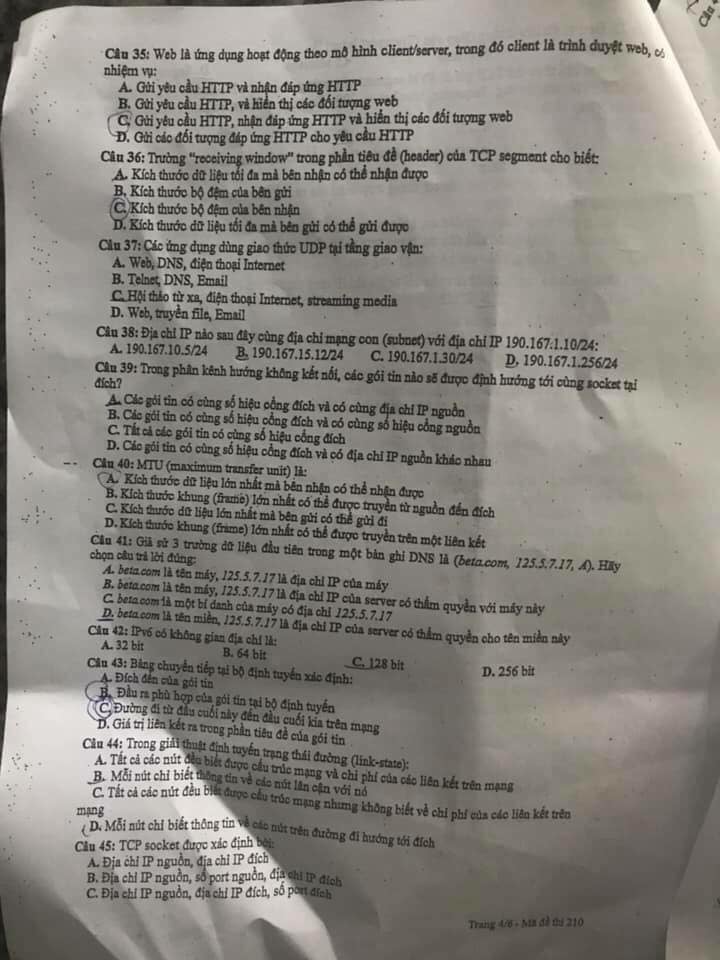 Câu 35: Web là ứng dụng hoạt động theo mô hình client/server, trong đó client là trình duyệt web, có
nhiệm vụ:
A. Gửi yêu cầu HTTP và nhận đáp ứng HTTP
B. Gửi yêu cầu HTTP, và hiển thị các đối tượng web
C. Gửi yêu cầu HTTP, nhận đáp ứng HTTP và hiển thị các đối tượng web
D. Gửi các đối tượng đáp ứng HTTP cho yêu cầu HTTP
Câu 36: Trường "receiving window" trong phần tiêu đề (header) của TCP segment cho biết:
A. Kích thước dữ liệu tối đa mà bên nhận có thể nhận được
B. Kích thước bộ đệm của bên gửi
C. Kích thước bộ đệm của bên nhận
D. Kích thước dữ liệu tối đa mà bên gửi có thể gửi được
Câu 37: Các ứng dụng dùng giao thức UDP tại tầng giao vận:
A. Web, DNS, điện thoại Internet
B. Telnet, DNS, Email
C. Hội thảo từ xa, điện thoại Internet, streaming media
D. Web, truyền file, Email
Câu 38: Địa chỉ IP nào sau đây cùng địa chỉ mạng con (subnet) với địa chỉ IP 190.167.1.10/24:
A. 190.167.10.5/24 B. 190.167.15.12/24 C. 190.167.1.30/24 D. 190.167.1.256/24
Câu 39: Trong phân kênh hướng không kết nối, các gói tin nào sẽ được định hướng tới cùng socket tại
đích?
A. Các gói tin có cùng số hiệu cổng đích và có cùng địa chỉ IP nguồn
B. Các gói tin có cùng số hiệu cổng đích và có cùng số hiệu cổng nguồn
C. Tất cả các gói tin có cùng số hiệu cổng đích
D. Các gói tin có cùng số hiệu cổng đích và có địa chỉ IP nguồn khác nhau
Câu 40: MTU (maximum transfer unit) là:
A. Kích thước dữ liệu lớn nhất mà bên nhận có thể nhận được
B. Kích thước khung (frame) lớn nhất có thể được truyền từ nguồn đến đích
C. Kích thước dữ liệu lớn nhất mà bên gửi có thể gửi đi
D. Kích thước khung (frame) lớn nhất có thể được truyền trên một liên kết
Câu 41: Giả sử 3 trường dữ liệu đầu tiên trong một bản ghi DNS là (beta.com, 125.5.7.17, A). Hãy
chọn câu trả lời đúng:
A. beta.com là tên máy, 125.5.7.17 là địa chỉ IP của máy
B. beta.com là tên máy, 125.5.7.17 là địa chỉ IP của server có thẩm quyền với máy này
C. beta.com là một bí danh của máy có địa chỉ 125.5.7.17
D. beta.com là tên miền, 125.5.7.17 là địa chỉ IP của server có thẩm quyền cho tên miền này
Câu 42: IPv6 có không gian địa chỉ là:
A. 32 bit B. 64 bit C. 128 bit D. 256 bit
Câu 43: Bảng chuyển tiếp tại bộ định tuyến xác định:
A. Đích đến của gói tin
B. Đầu ra phù hợp của gói tin tại bộ định tuyến
C. Đường đi từ đầu cuối này đến đầu cuối kia trên mạng
D. Giá trị liên kết ra trong phần tiêu đề của gói tin
Câu 44: Trong giải thuật định tuyến trạng thái đường (link-state):
A. Tất cả các nút đều biết được cấu trúc mạng và chi phí của các liên kết trên mạng
B. Mỗi nút chỉ biết thông tin về các nút lân cận với nó
C. Tất cả các nút đều biết được cấu trúc mạng nhưng không biết về chi phí của các liên kết trên
mạng
D. Mỗi nút chỉ biết thông tin về các nút trên đường đi hướng tới đích
Câu 45: TCP socket được xác định bởi:
A. Địa chỉ IP nguồn, địa chỉ IP đích
B. Địa chỉ IP nguồn, số port nguồn, địa chỉ IP đích
C. Địa chỉ IP nguồn, địa chỉ IP đích, số port đích
Trang 4/6 - Mã đề thi 210
Câu